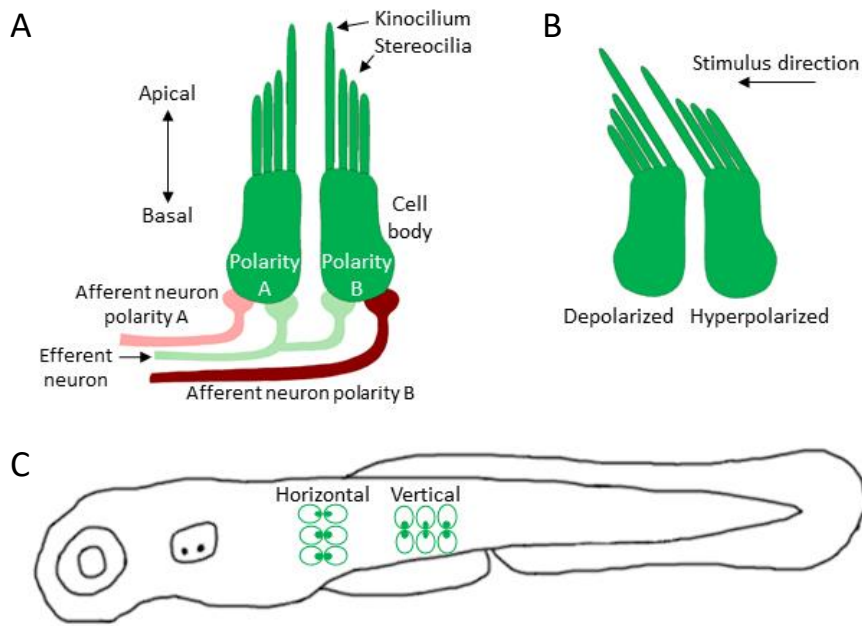 A
Kinocilium
Stereocilia
Apical
Basal
Cell
body
Polarity
A
Polarity
B
Afferent neuron
polarity A
Efferent
neuron
Afferent neuron polarity B
B
Stimulus direction
Depolarized
Hyperpolarized
C
Horizontal
Vertical